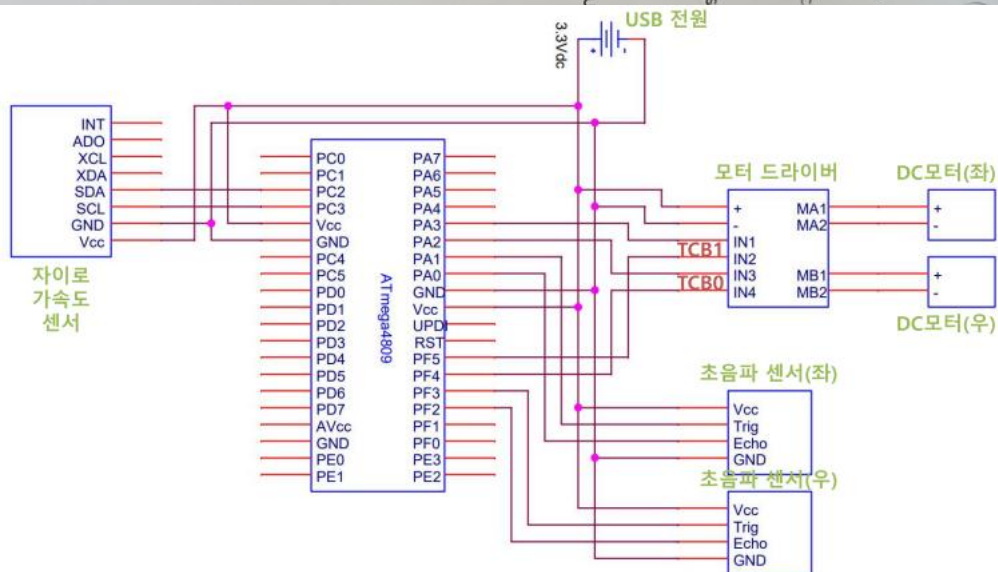 USB 전원
3.3Vdc
INT
ADO
XCL
XDA
SDA
SCL
GND
Vcc
자이로
가속도
센서
PC0
PC1
PC2
PC3
Vcc
GND
PC4
PC5
PD0
PD1
PD2
PD3
PD4
PD5
PD6
PD7
AVcc
GND
PE0
PE1
ATmega4809
PA7
PA6
PA5
PA4
PA3
PA2
PA1
PA0
GND
Vcc
UPDI
RST
PF5
PF4
PF3
PF2
PF1
PF0
PE3
PE2
모터 드라이버
+
-
IN1
IN2
IN3
IN4
TCB1
TCB0
MA1
MA2
MB1
MB2
DC모터(좌)
+
-
+
-
DC모터(우)
초음파 센서(좌)
Vcc
Trig
Echo
GND
초음파 센서(우)
Vcc
Trig
Echo
GND